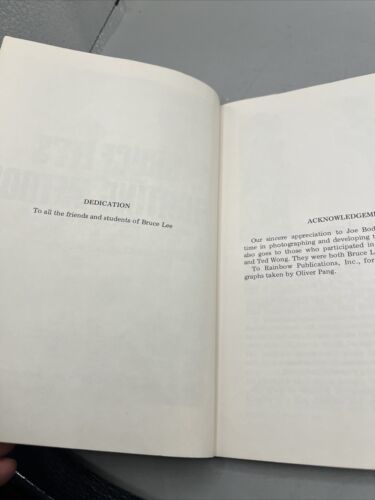 DEDICATION
To all the friends and students of Bruce Lee
ACKNOWLEDGEM
Our sincere appreciation to Joe Bod
time in photographing and developing t
also goes to those who participated in
and Ted Wong. They were both Bruce L
To Rainbow Publications, Inc., for
graphs taken by Oliver Pang.